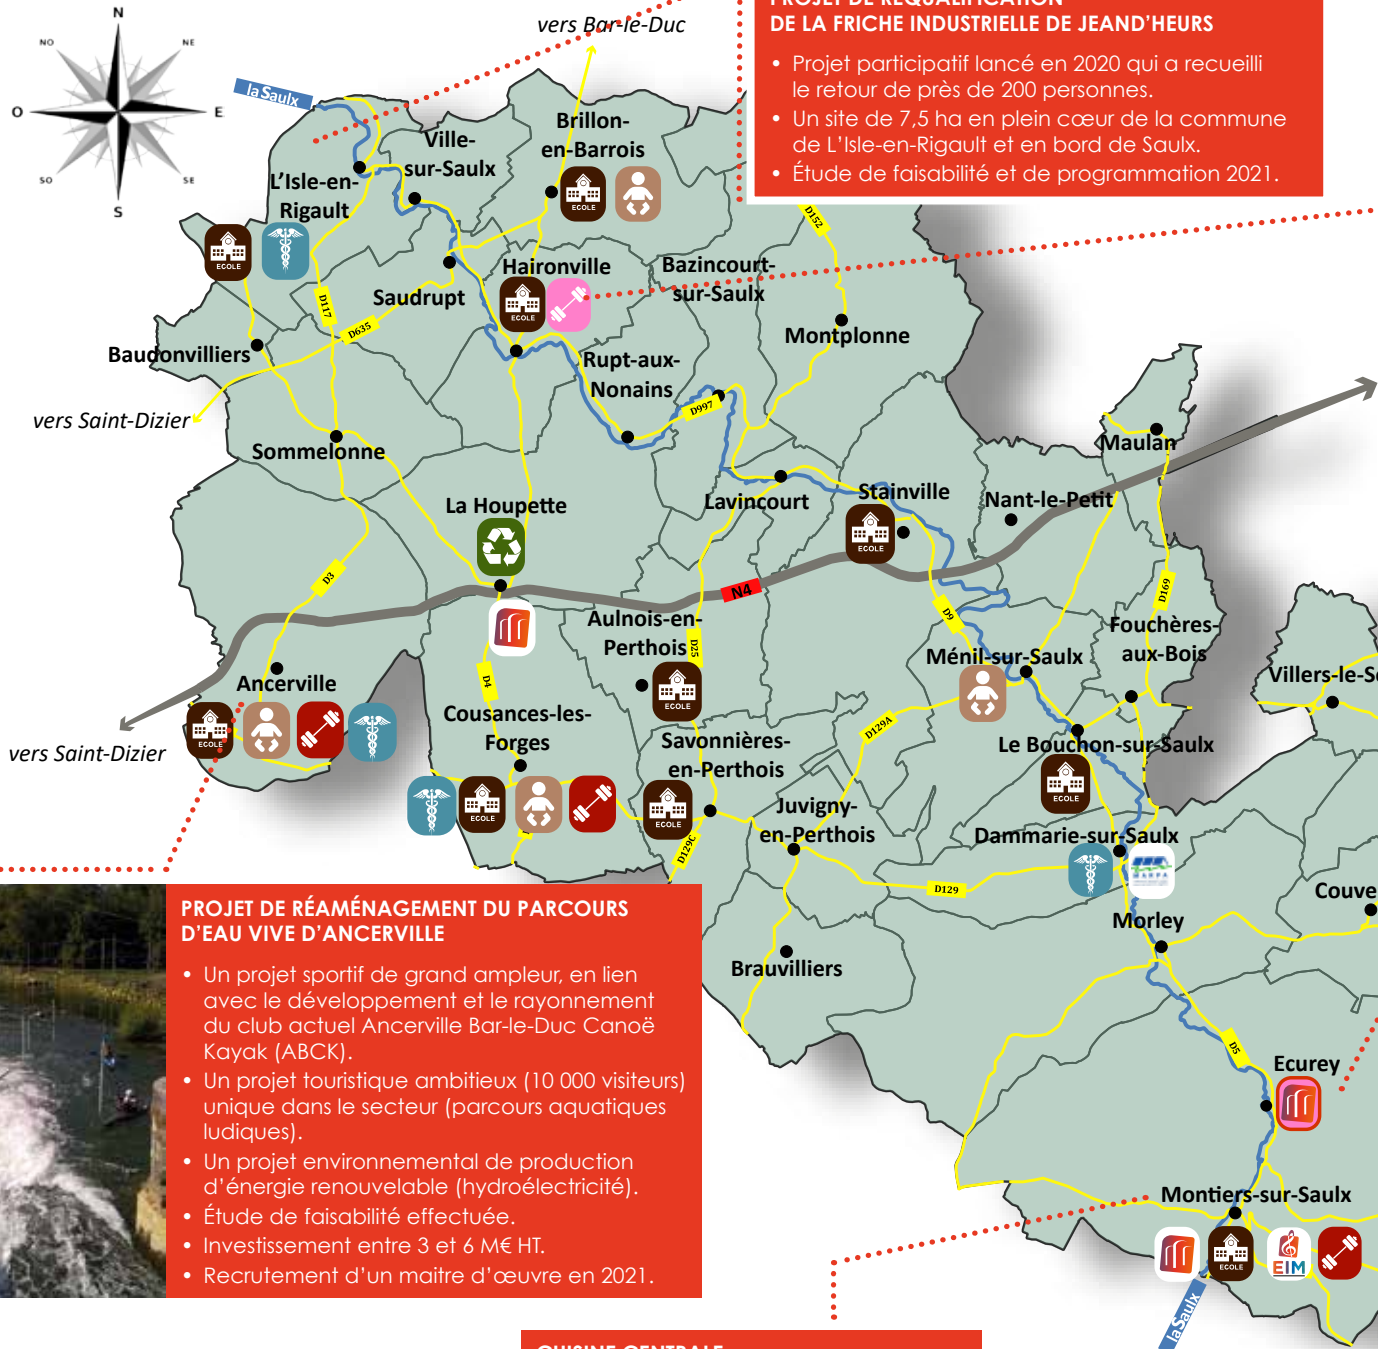 N
NO
NE
O
E
SO
SE
S
vers Bar-le-Duc
la Saulx
DE LA FRICHE INDUSTRIELLE DE JEAND'HEURS
• Projet participatif lancé en 2020 qui a recueilli
le retour de près de 200 personnes.
• Un site de 7,5 ha en plein cœur de la commune
de L'Isle-en-Rigault et en bord de Saulx.
• Étude de faisabilité et de programmation 2021.
Brillon-
en-Barrois
ECOLE
Ville-
sur-Saulx
L'Isle-en-
Rigault
ECOLE
D152
Haironville
ECOLE
Bazincourt-
sur-Saulx
Saudrupt
D117
D635
Montplonne
Baudonvilliers
Rupt-aux-
Nonains
D997
vers Saint-Dizier
Sommelonne
Maulan
La Houpette
Lavincourt
Stainville
ECOLE
Nant-le-Petit
D3
N4
D169
D9
Aulnois-en-
Perthois
D25
ECOLE
Fouchères-
aux-Bois
Ménil-sur-Saulx
Villers-le-Se
Ancerville
ECOLE
D4
vers Saint-Dizier
Cousances-les-
Forges
ECOLE
Savonnières-
en-Perthois
ECOLE
D129A
Le Bouchon-sur-Saulx
ECOLE
Juvigny-
en-Perthois
D129C
Dammarie-sur-Saulx
MARPA
D129
Couve
Morley
Brauvilliers
D5
Ecurey
Montiers-sur-Saulx
ECOLE
EIM
la Saulx
PROJET DE RÉAMÉNAGEMENT DU PARCOURS
D'EAU VIVE D'ANCERVILLE
• Un projet sportif de grand ampleur, en lien
avec le développement et le rayonnement
du club actuel Ancerville Bar-le-Duc Canoë
Kayak (ABCK).
• Un projet touristique ambitieux (10 000 visiteurs)
unique dans le secteur (parcours aquatiques
ludiques).
• Un projet environnemental de production
d'énergie renouvelable (hydroélectricité).
• Étude de faisabilité effectuée.
• Investissement entre 3 et 6 M€ HT.
• Recrutement d'un maitre d'œuvre en 2021.